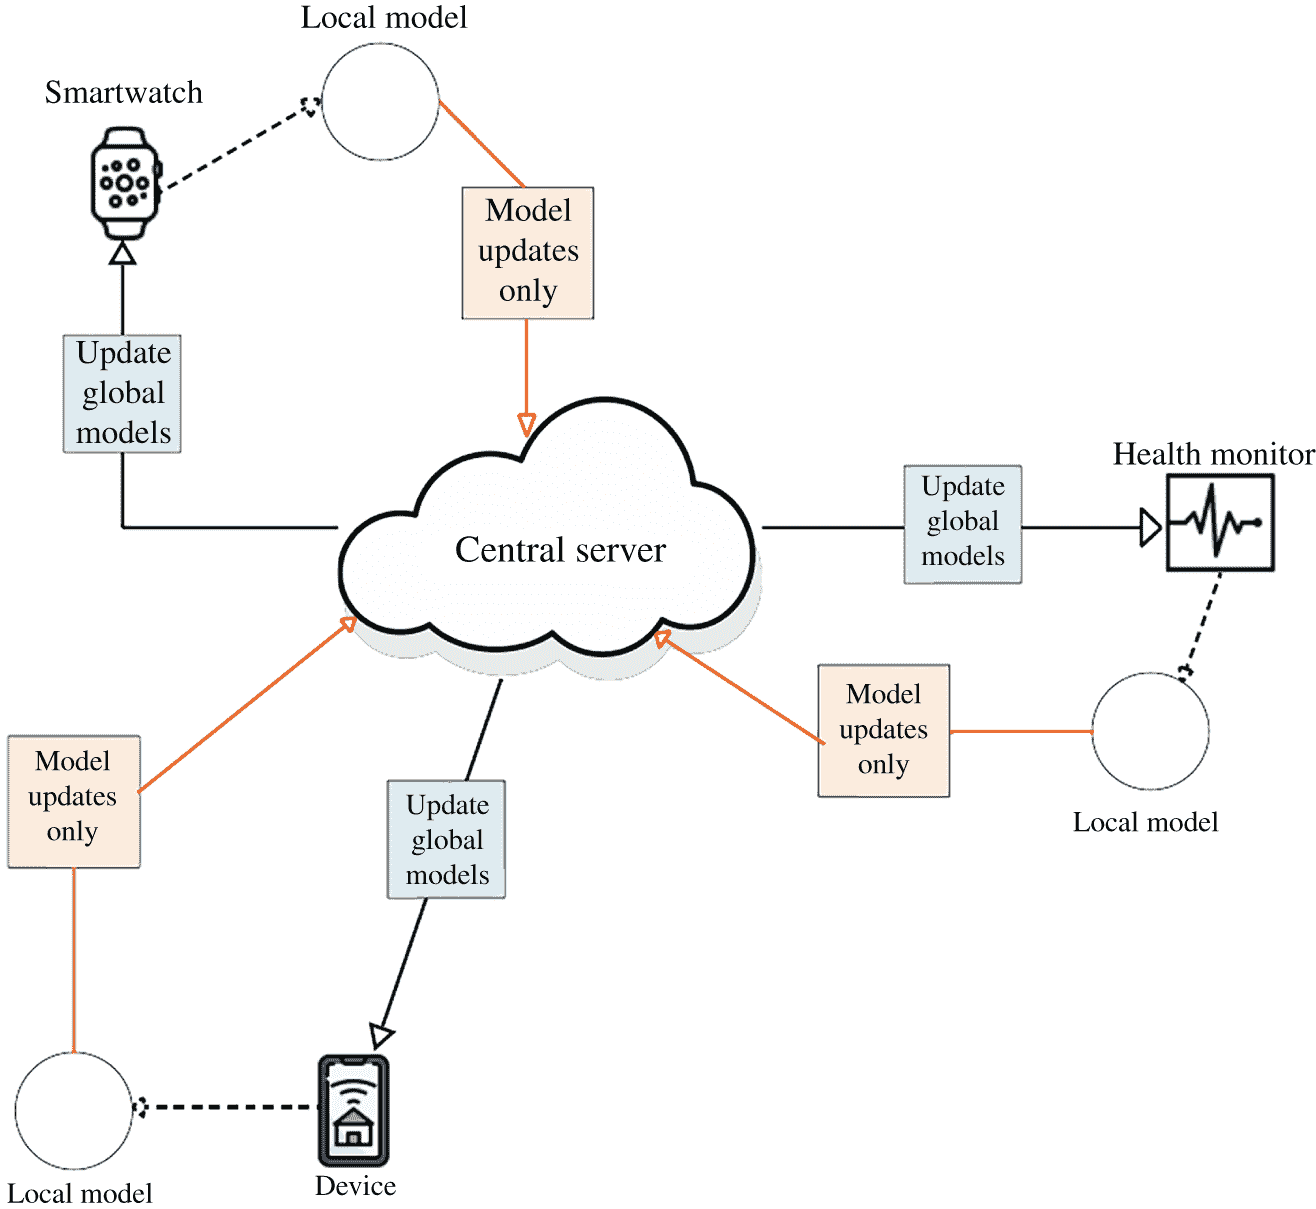 Local model
Smartwatch
Model
updates
only
Update
global
models
Health monitor
Update
global
models
Central server
Model
updates
only
Local model
Model
updates
only
Update
global
models
Device
Local model